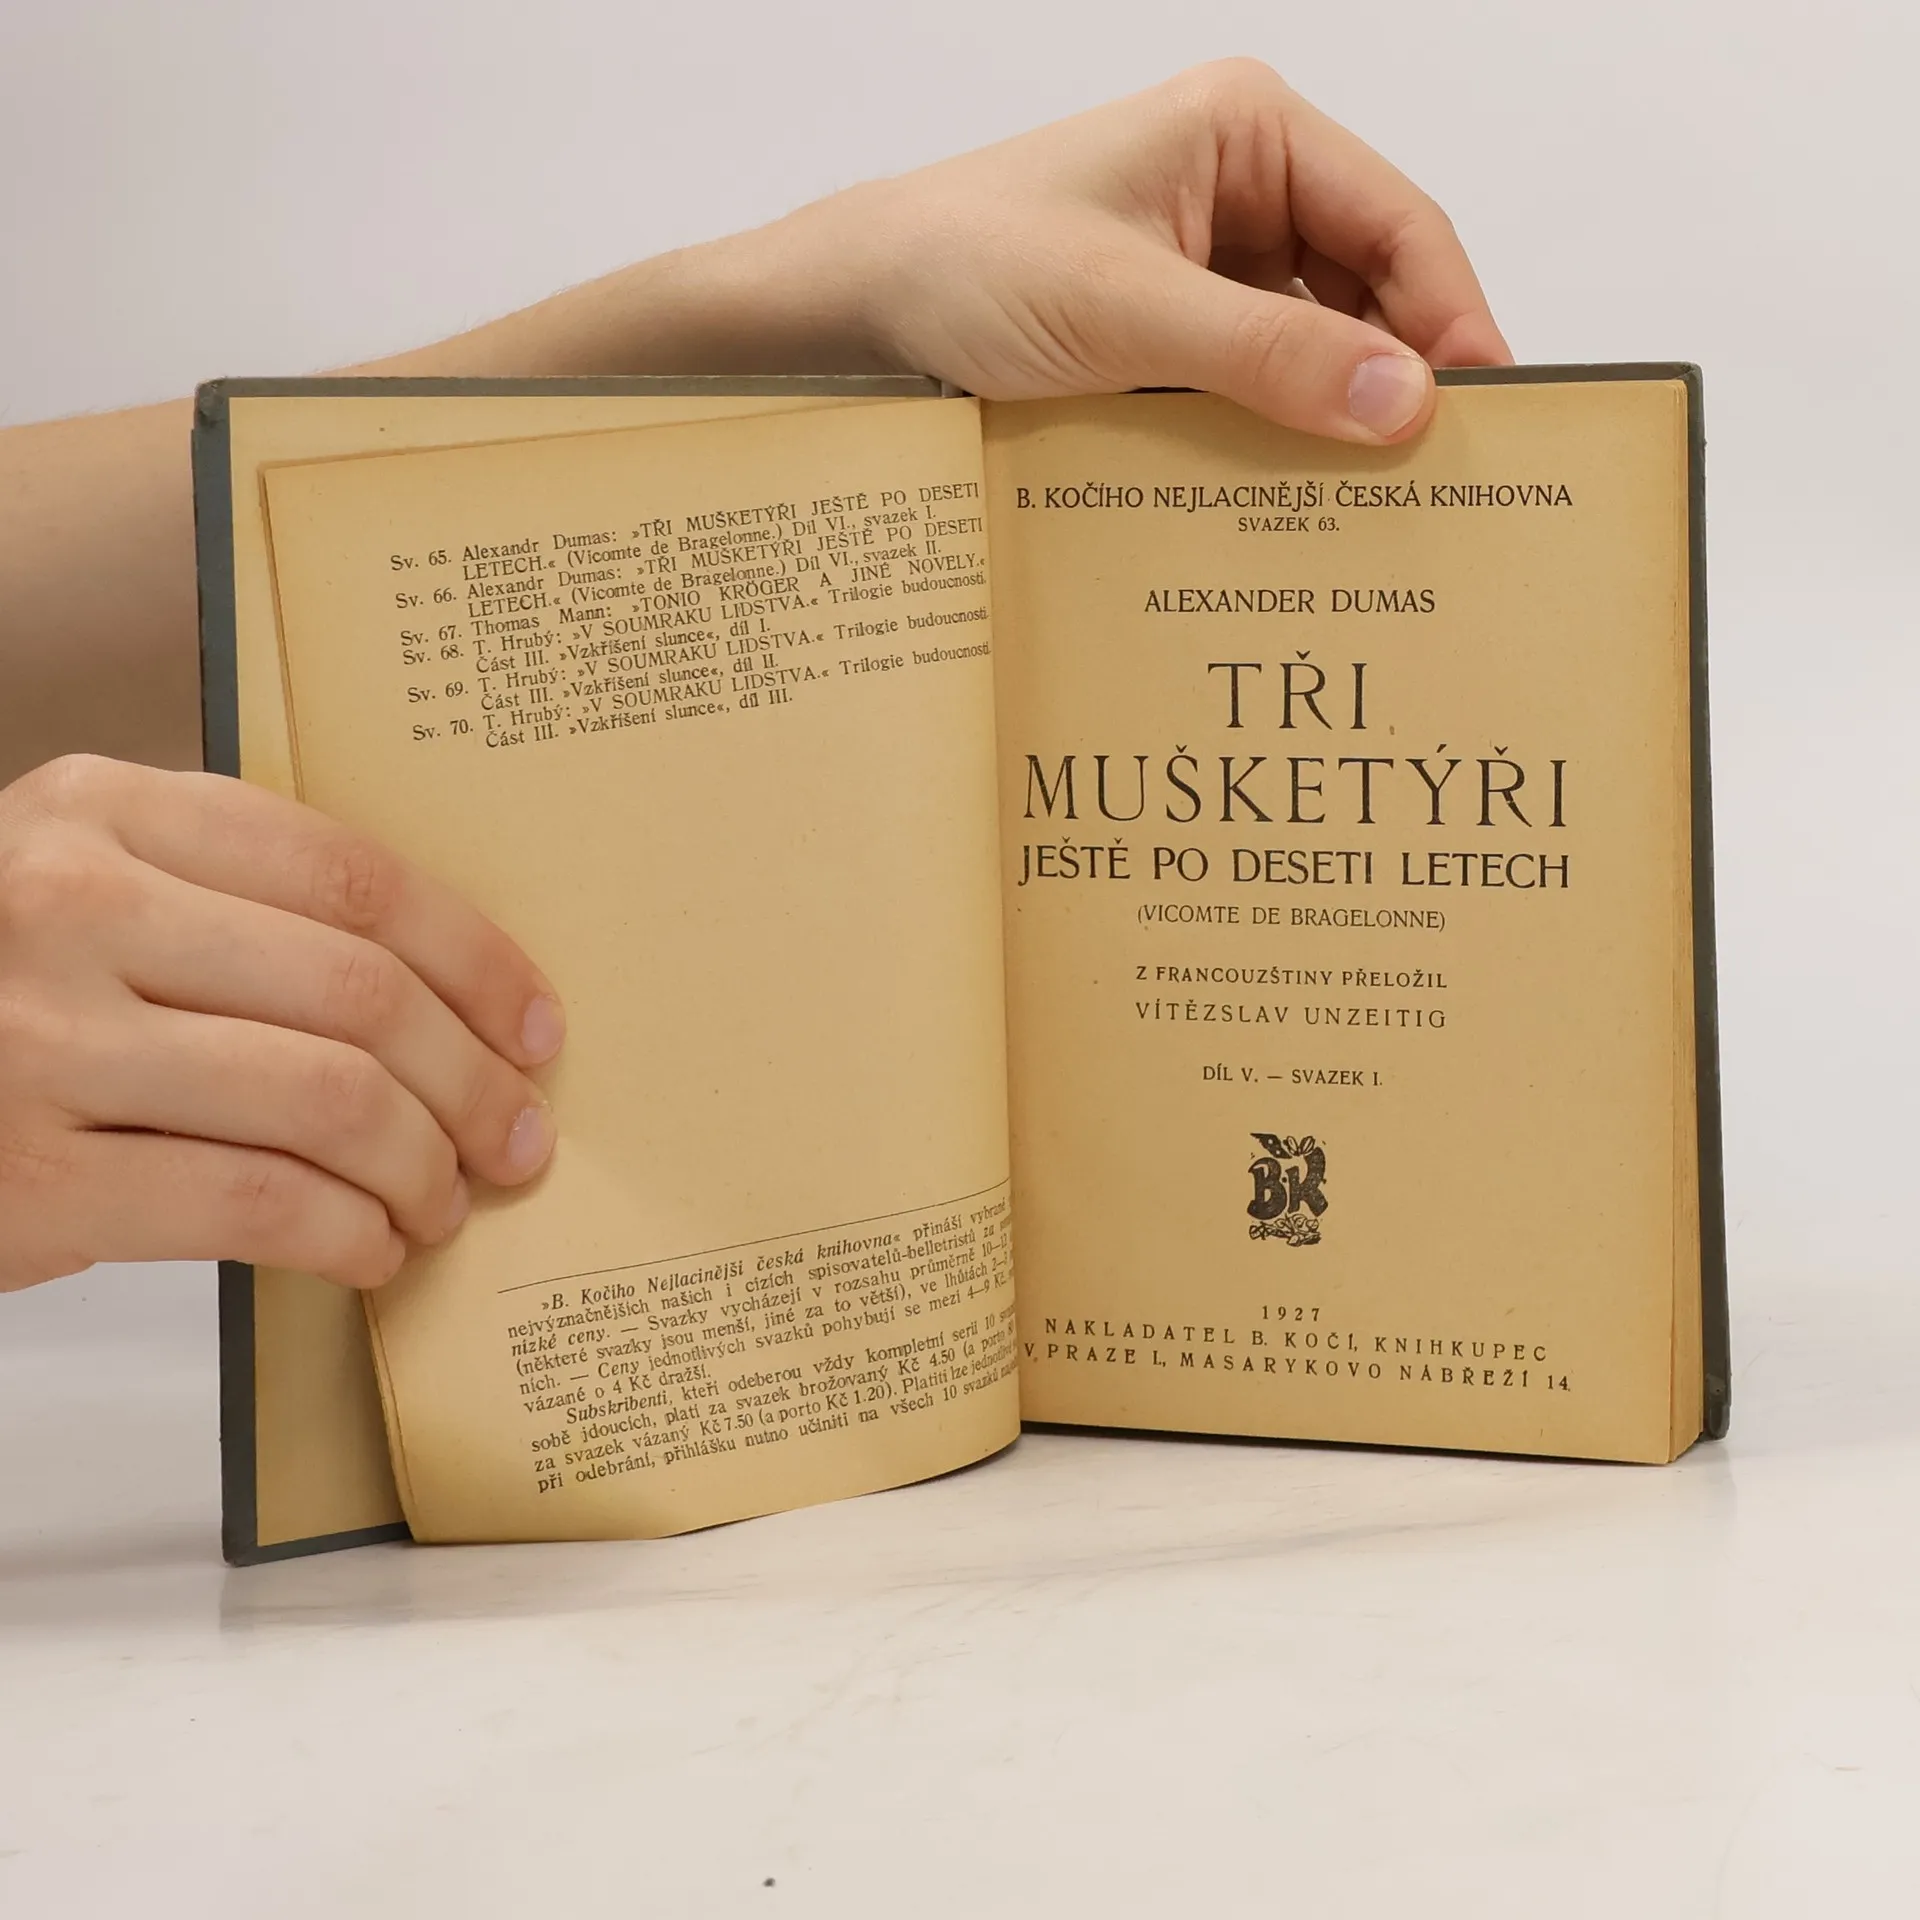 Sv. 65. Alexandr Dumas: »TŘI MUŠKETÝŘI JEŠTĚ PO DESETI
LETECH.« (Vicomte de Bragelonne.) Díl VI., svazek I.
Sv. 66. Alexandr Dumas: »TŘI MUŠKETÝŘI JEŠTĚ PO DESETI
LETECH.« (Vicomte de Bragelonne.) Díl VI., svazek II.
Sv. 67. Thomas Mann: »TONIO KRÖGER A JINÉ NOVELY.«
Sv. 68. T. Hrubý: »V SOUMRAKU LIDSTVA.« Trilogie budoucnosti.
Část III. »Vzkříšení slunce«, díl I.
Sv. 69. T. Hrubý: »V SOUMRAKU LIDSTVA.« Trilogie budoucnosti.
Část III. »Vzkříšení slunce«, díl II.
Sv. 70. T. Hrubý: »V SOUMRAKU LIDSTVA.« Trilogie budoucnosti.
Část III. »Vzkříšení slunce«, díl III.
»B. Kočího Nejlacinější česká knihovna« přináší vybrané
nejvýznačnějších našich i cizích spisovatelů-belletristů za
nízké ceny. — Svazky vycházejí v rozsahu průměrně 10—12
(některé svazky jsou menší, jiné za to větší), ve lhůtách 2—3
ních. — Ceny jednotlivých svazků pohybují se mezi 4—9 Kč,
vázané o 4 Kč dražší.
Subskribenti, kteří odeberou vždy kompletní serii 10
sobě jdoucích, platí za svazek brožovaný Kč 4.50 (a porto
za svazek vázaný Kč 7.50 (a porto Kč 1.20). Platiti lze jednotlivě
při odebrání, přihlášku nutno učiniti na všech 10 svazků
B. KOČÍHO NEJLACINĚJŠÍ ČESKÁ KNIHOVNA
SVAZEK 63.
ALEXANDER DUMAS
TŘI
MUŠKETÝŘI
JEŠTĚ PO DESETI LETECH
(VICOMTE DE BRAGELONNE)
Z FRANCOUZŠTINY PŘELOŽIL
VÍTĚZSLAV UNZEITIG
DÍL V. — SVAZEK I.
B. K.
1927
NAKLADATEL B. KOČÍ, KNIHKUPEC
V PRAZE I., MASARYKOVO NÁBŘEŽÍ 14.